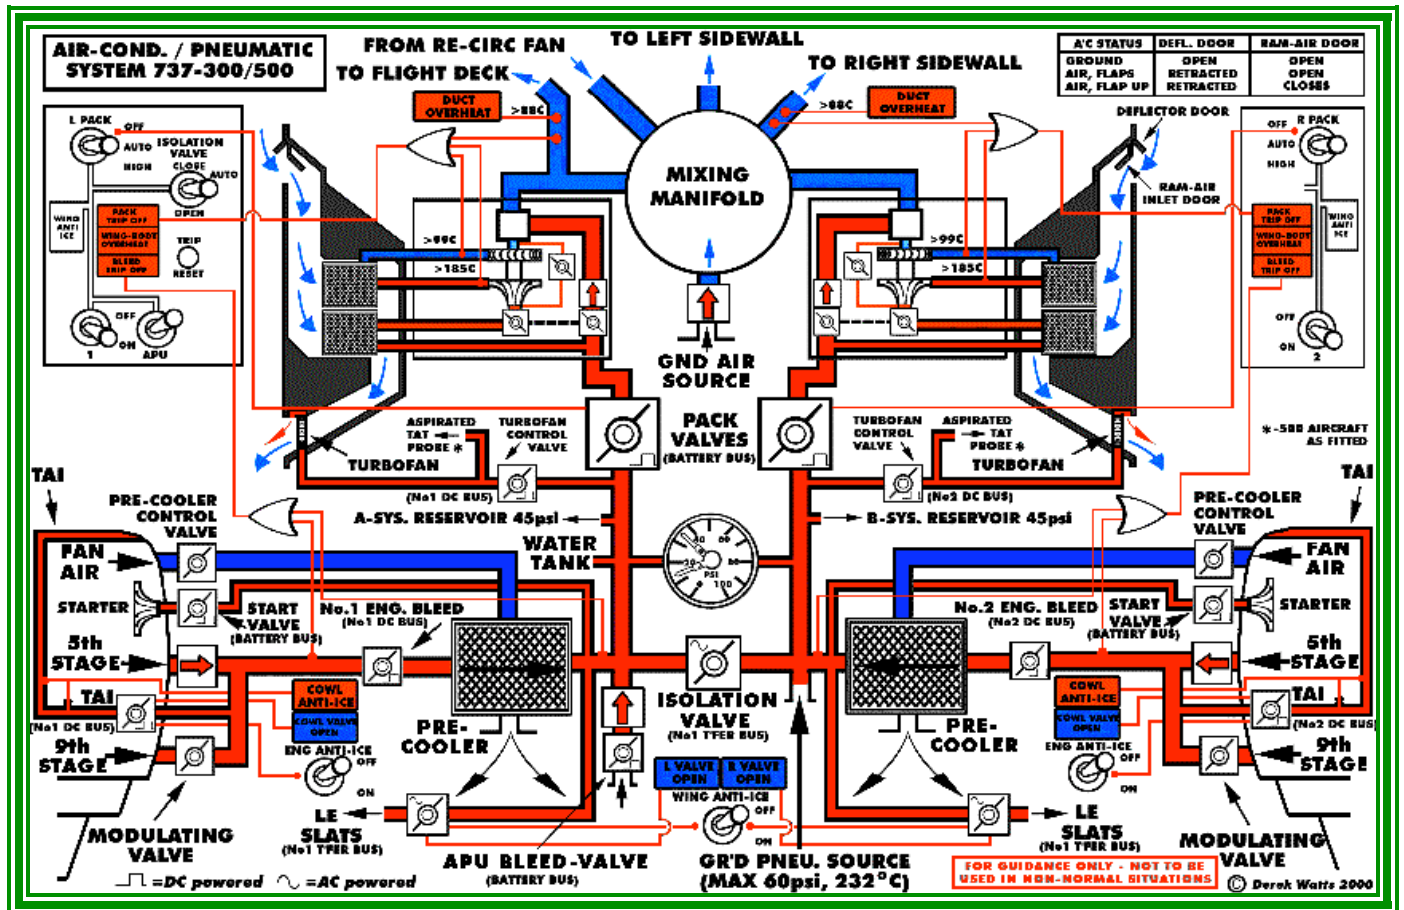 AIR-COND. / PNEUMATIC
SYSTEM 737-300/500
FROM RE-CIRC FAN
TO LEFT SIDEWALL
TO FLIGHT DECK
TO RIGHT SIDEWALL
A/C STATUS DEFL. DOOR RAM-AIR DOOR
GROUND OPEN OPEN
AIR, FLAPS RETRACTED OPEN
AIR, FLAP UP RETRACTED CLOSES
DUCT
OVERHEAT
>88C
>88C
DUCT
OVERHEAT
DEFLECTOR DOOR
L PACK
OFF
AUTO
HIGH
ISOLATION
VALVE
CLOSE
AUTO
OPEN
WING
ANTI
ICE
PACK
TRIP OFF
WING-BODY
OVERHEAT
BLEED
TRIP OFF
TRIP
RESET
OFF
ON
1
APU
MIXING
MANIFOLD
>99C
>185C
>99C
>185C
RAM-AIR
INLET DOOR
OFF
R PACK
AUTO
HIGH
PACK
TRIP OFF
WING-BODY
OVERHEAT
BLEED
TRIP OFF
WING
ANTI
ICE
OFF
ON
2
GND AIR
SOURCE
PACK
VALVES
(BATTERY BUS)
ASPIRATED
TAT
PROBE *
TURBOFAN
CONTROL
VALVE
TURBOFAN
(No1 DC BUS)
TURBOFAN
CONTROL
VALVE
ASPIRATED
TAT
PROBE *
TURBOFAN
(No2 DC BUS)
*-500 AIRCRAFT
AS FITTED
TAI
TAI
PRE-COOLER
CONTROL
VALVE
A-SYS. RESERVOIR 45psi
B-SYS. RESERVOIR 45psi
PRE-COOLER
CONTROL
VALVE
WATER
TANK
0
20
40
60
80
100
PSI
FAN
AIR
FAN
AIR
STARTER
START
VALVE
(BATTERY BUS)
No.1 ENG. BLEED
(No1 DC BUS)
No.2 ENG. BLEED
(No2 DC BUS)
START
VALVE
(BATTERY BUS)
STARTER
5th
STAGE
5th
STAGE
TAI
(No1 DC BUS)
COWL
ANTI-ICE
COWL VALVE
OPEN
ENG ANTI-ICE
OFF
ON
PRE-
COOLER
ISOLATION
VALVE
(No1 T'FER BUS)
PRE-
COOLER
COWL
ANTI-ICE
COWL VALVE
OPEN
ENG ANTI-ICE
OFF
ON
TAI
(No2 DC BUS
9th
STAGE
9th
STAGE
L VALVE
OPEN
R VALVE
OPEN
WING ANTI-ICE
OFF
ON
LE
SLATS
(No1 T'FER BUS)
LE
SLATS
(No1 T'FER BUS)
MODULATING
VALVE
MODULATING
VALVE
APU BLEED-VALVE
(BATTERY BUS)
GR'D PNEU. SOURCE
(MAX 60psi, 232°C)
FOR GUIDANCE ONLY - NOT TO BE
USED IN NON-NORMAL SITUATIONS
=DC powered =AC powered
© Derek Watts 2000